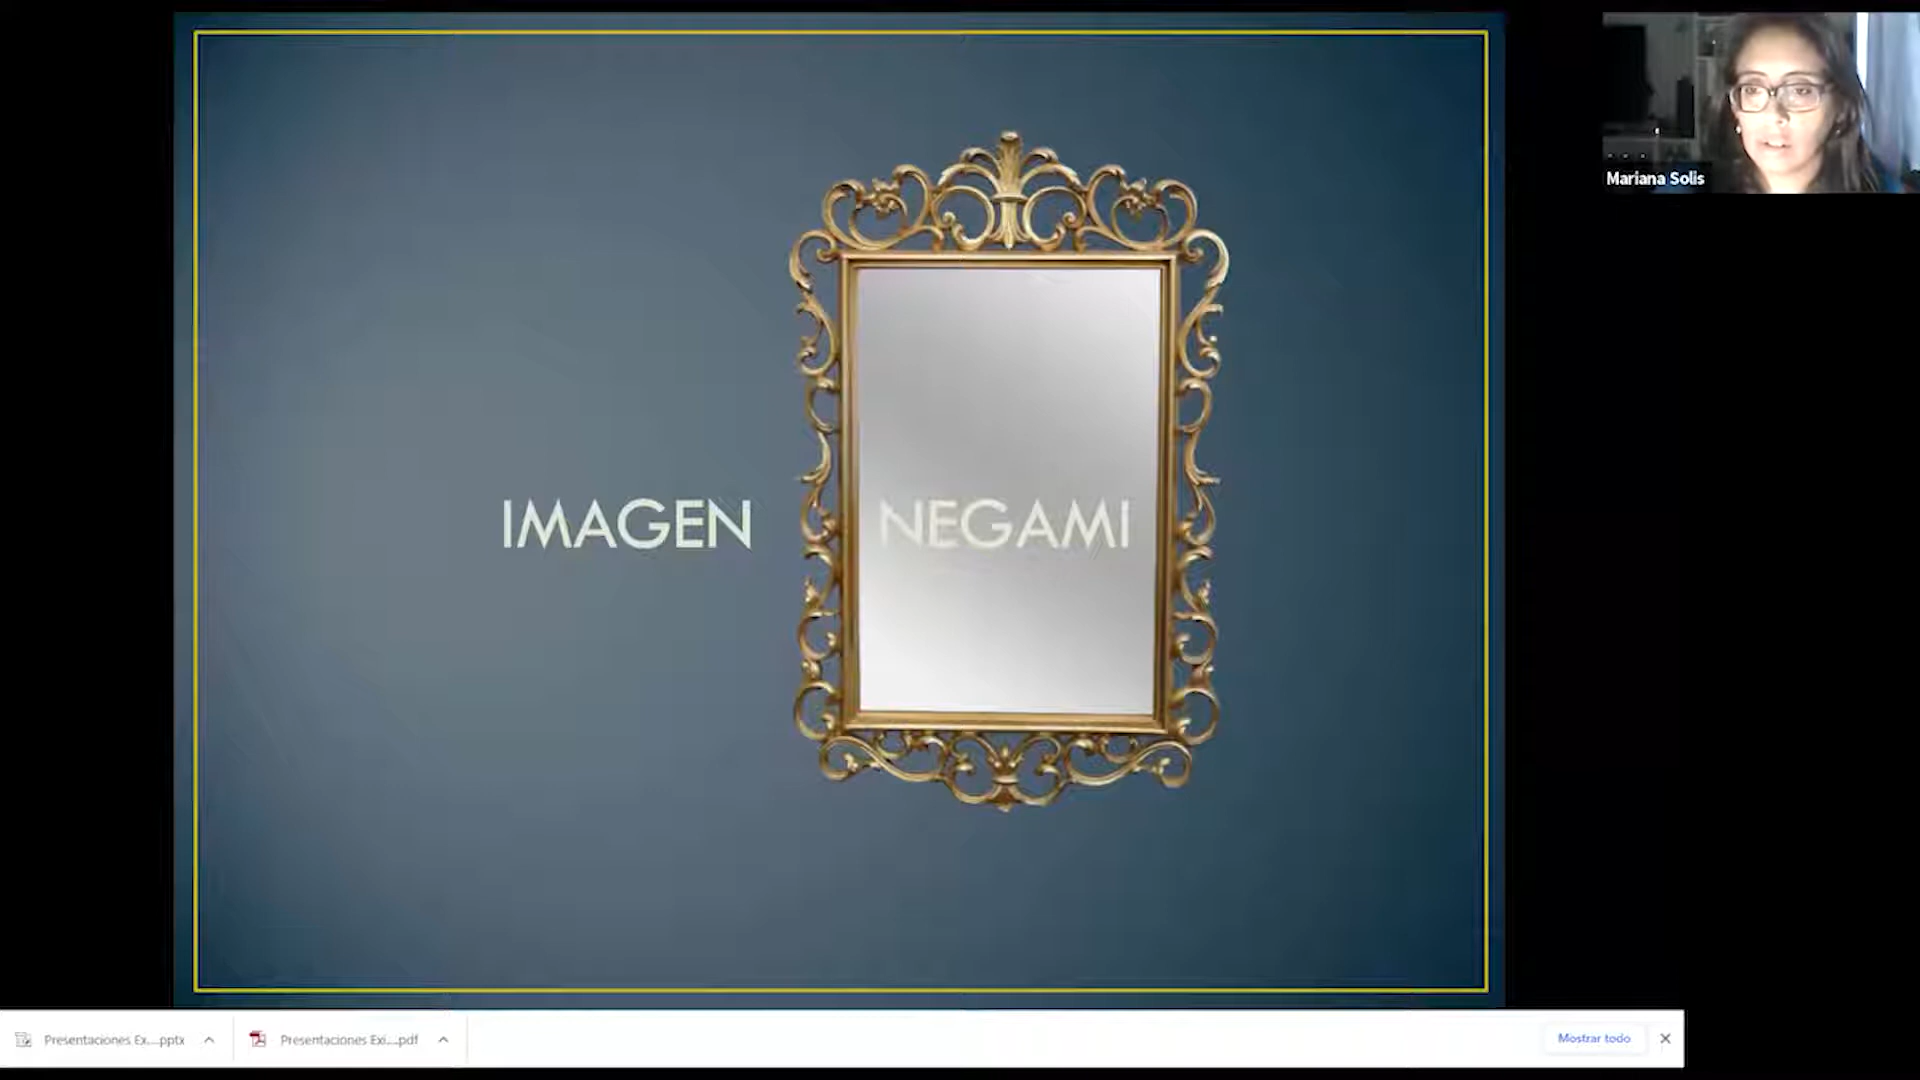 Mariana Solis
IMAGEN NEGAMI
Presentaciones Ex....pptx
Presentaciones Exi....pdf
Mostrar todo